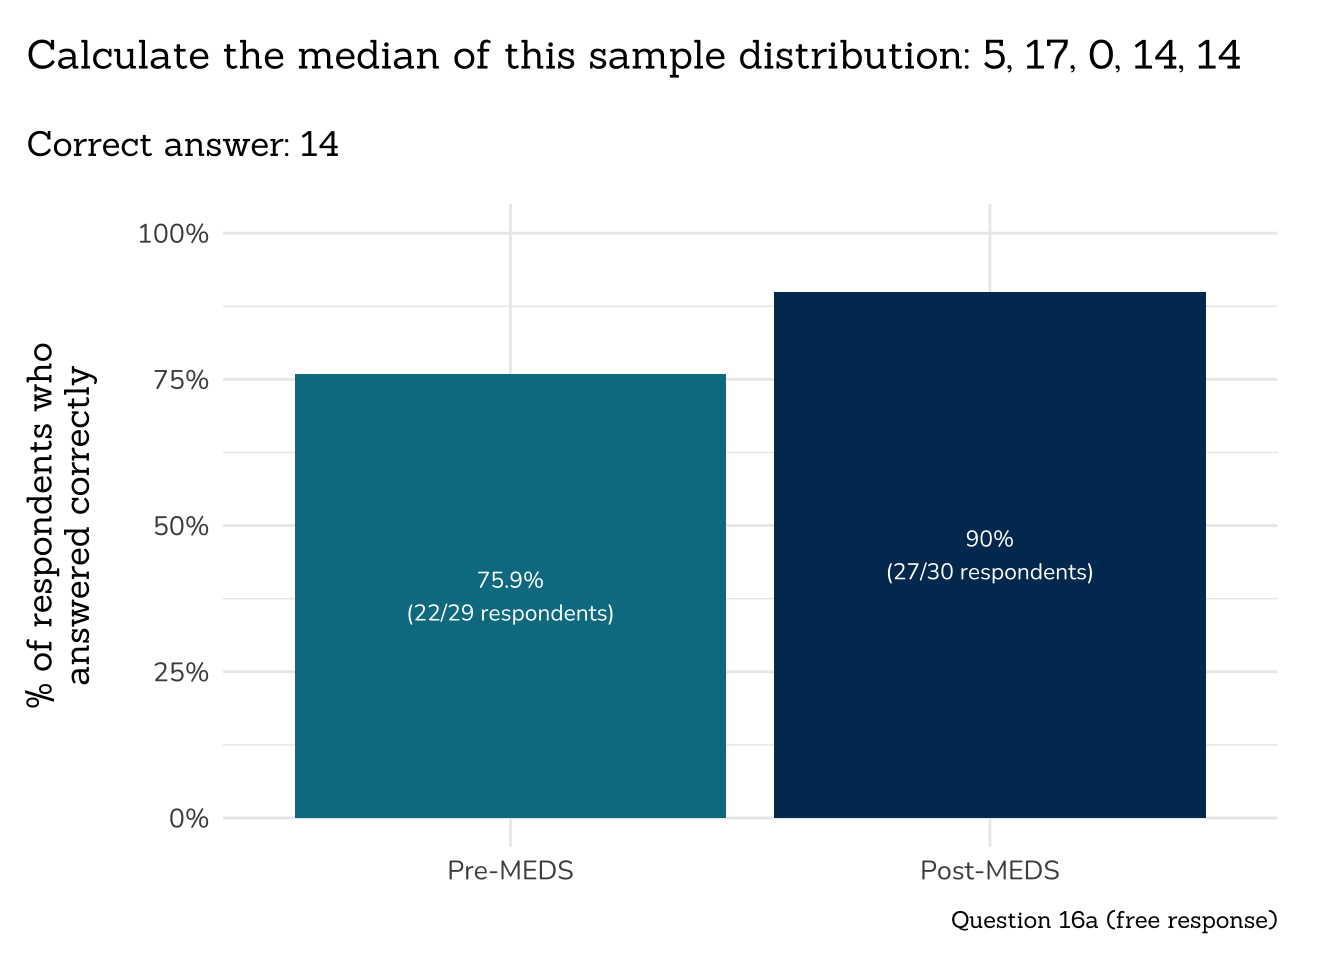 Calculate the median of this sample distribution: 5, 17, 0, 14, 14
Correct answer: 14
% of respondents who
answered correctly
100%
75%
50%
25%
0%
75.9%
(22/29 respondents)
90%
(27/30 respondents)
Pre-MEDS
Post-MEDS
Question 16a (free response)